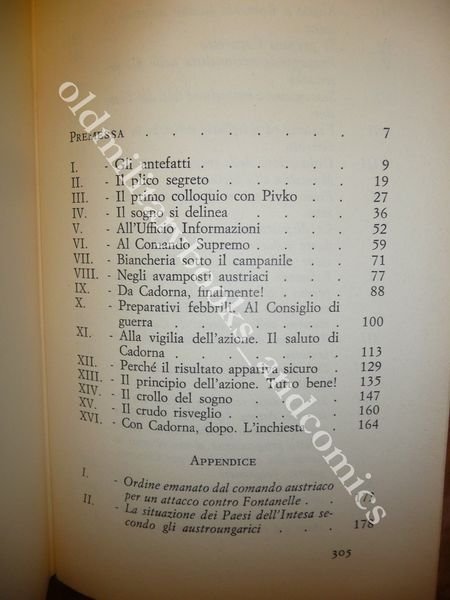 PREMESSA . . . . . . . 7
I. - Gli antefatti . . . . . 9
II. - Il plico segreto . . . . . 19
III. - Il primo colloquio con Pivko . . 27
IV. - Il sogno si delinea . . . . 36
V. - All'Ufficio Informazioni . . . 52
VI. - Al Comando Supremo . . . 59
VII. - Biancheria sotto il campanile . . 71
VIII. - Negli avamposti austriaci . . . 77
IX. - Da Cadorna, finalmente! . . . 88
X. - Preparativi febbrili. Al Consiglio di
guerra . . . . . . 100
XI. - Alla vigilia dell'azione. Il saluto di
Cadorna . . . . . . 113
XII. - Perché il risultato appariva sicuro . 129
XIII. - Il principio dell'azione. Tutto bene! 135
XIV. - Il crollo del sogno . . . . 147
XV. - Il crudo risveglio . . . . 160
XVI. - Con Cadorna, dopo. L'inchiesta . . 164
APPENDICE
I. - Ordine emanato dal comando austriaco
per un attacco contro Fontanelle . .
II. - La situazione dei Paesi dell'Intesa se-
condo gli austroungarici . . . 178
305
oldmilitarybooks_andcomics